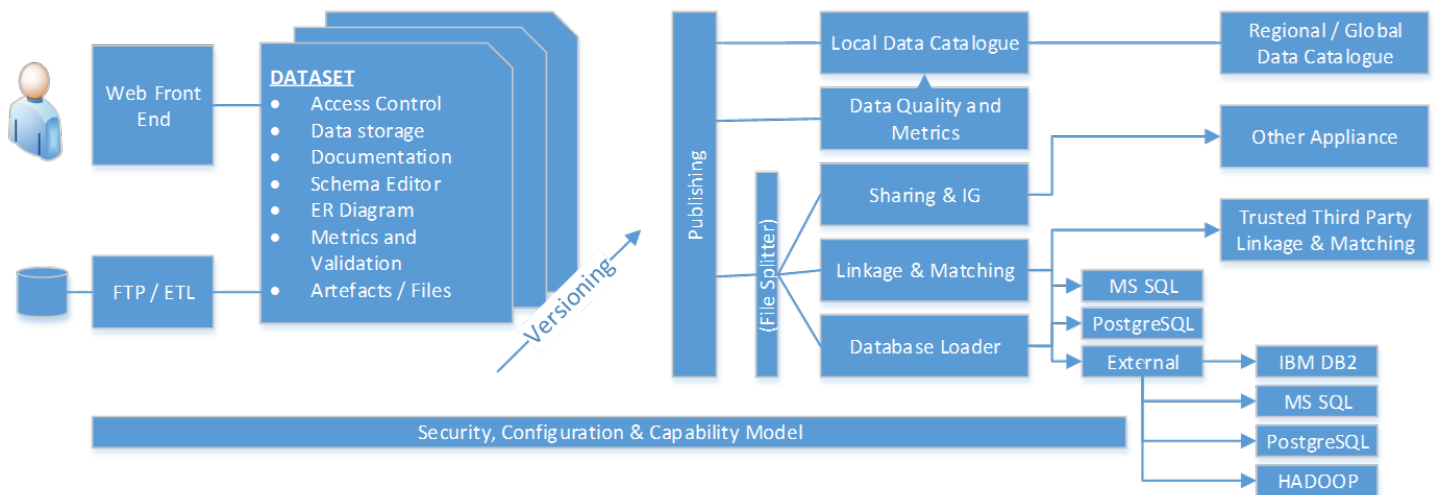 Web Front
End
FTP / ETL
DATASET
• Access Control
• Data storage
• Documentation
• Schema Editor
• ER Diagram
• Metrics and
Validation
• Artefacts / Files
Versioning
Publishing
(File Splitter)
Local Data Catalogue
Data Quality and
Metrics
Sharing & IG
Linkage & Matching
Database Loader
Regional / Global
Data Catalogue
Other Appliance
Trusted Third Party
Linkage & Matching
MS SQL
PostgreSQL
External
IBM DB2
MS SQL
PostgreSQL
HADOOP
Security, Configuration & Capability Model